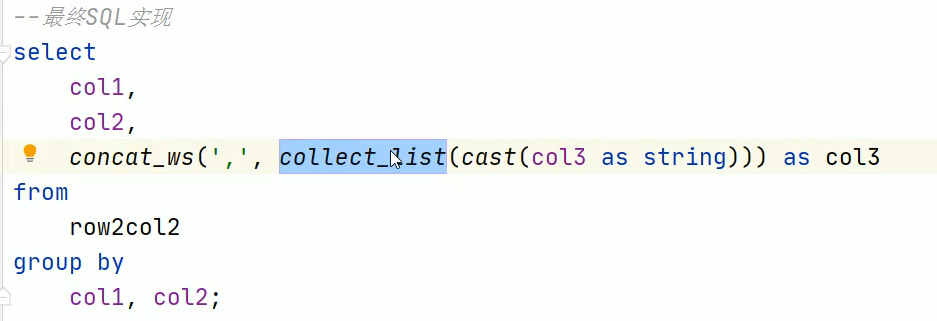 --最终SQL实现
select
    col1,
    col2,
    concat_ws(',', collect_list(cast(col3 as string))) as col3
from
    row2col2
group by
    col1, col2;